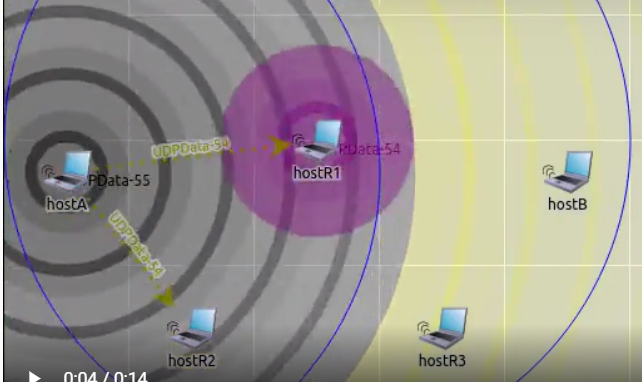 UDPData-54
PData-54
hostR1
PData-55
hostA
hostB
UDPData-54
hostR2
hostR3
0:04 / 0:14